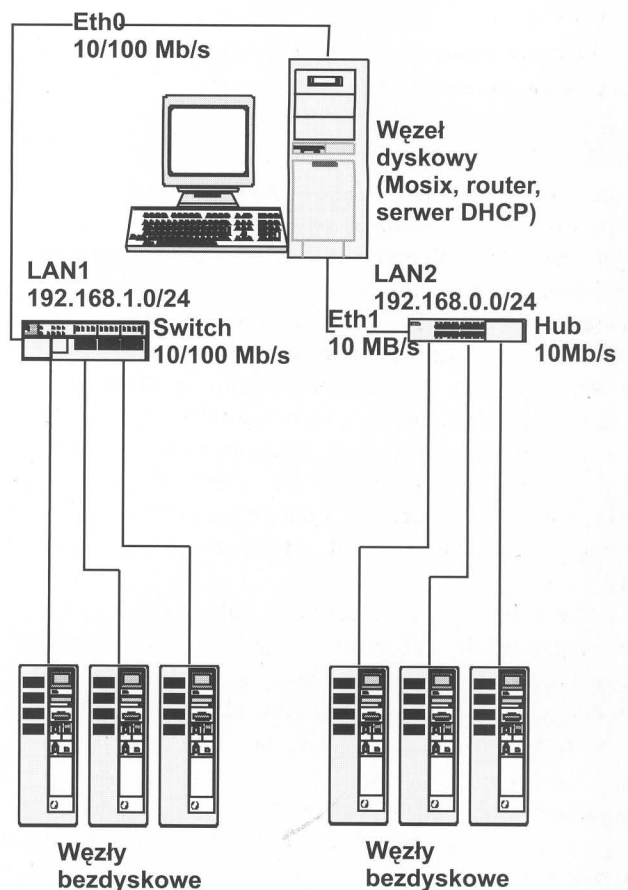 Eth0
10/100 Mb/s
Węzeł
dyskowy
(Mosix, router,
serwer DHCP)
LAN1
192.168.1.0/24
Switch
10/100 Mb/s
LAN2
192.168.0.0/24
Eth1
10 MB/s
Hub
10Mb/s
Węzły
bezdyskowe
Węzły
bezdyskowe